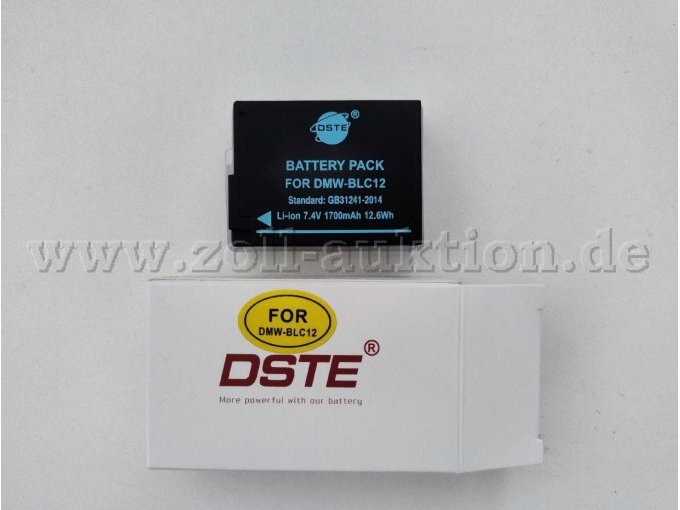 DSTE®
BATTERY PACK
FOR DMW-BLC12
Standard: GB31241-2014
Li-ion 7.4V 1700mAh 12.6Wh
www.zoll-auktion.de
FOR
DMW-BLC12
DSTE®
More powerful with our battery